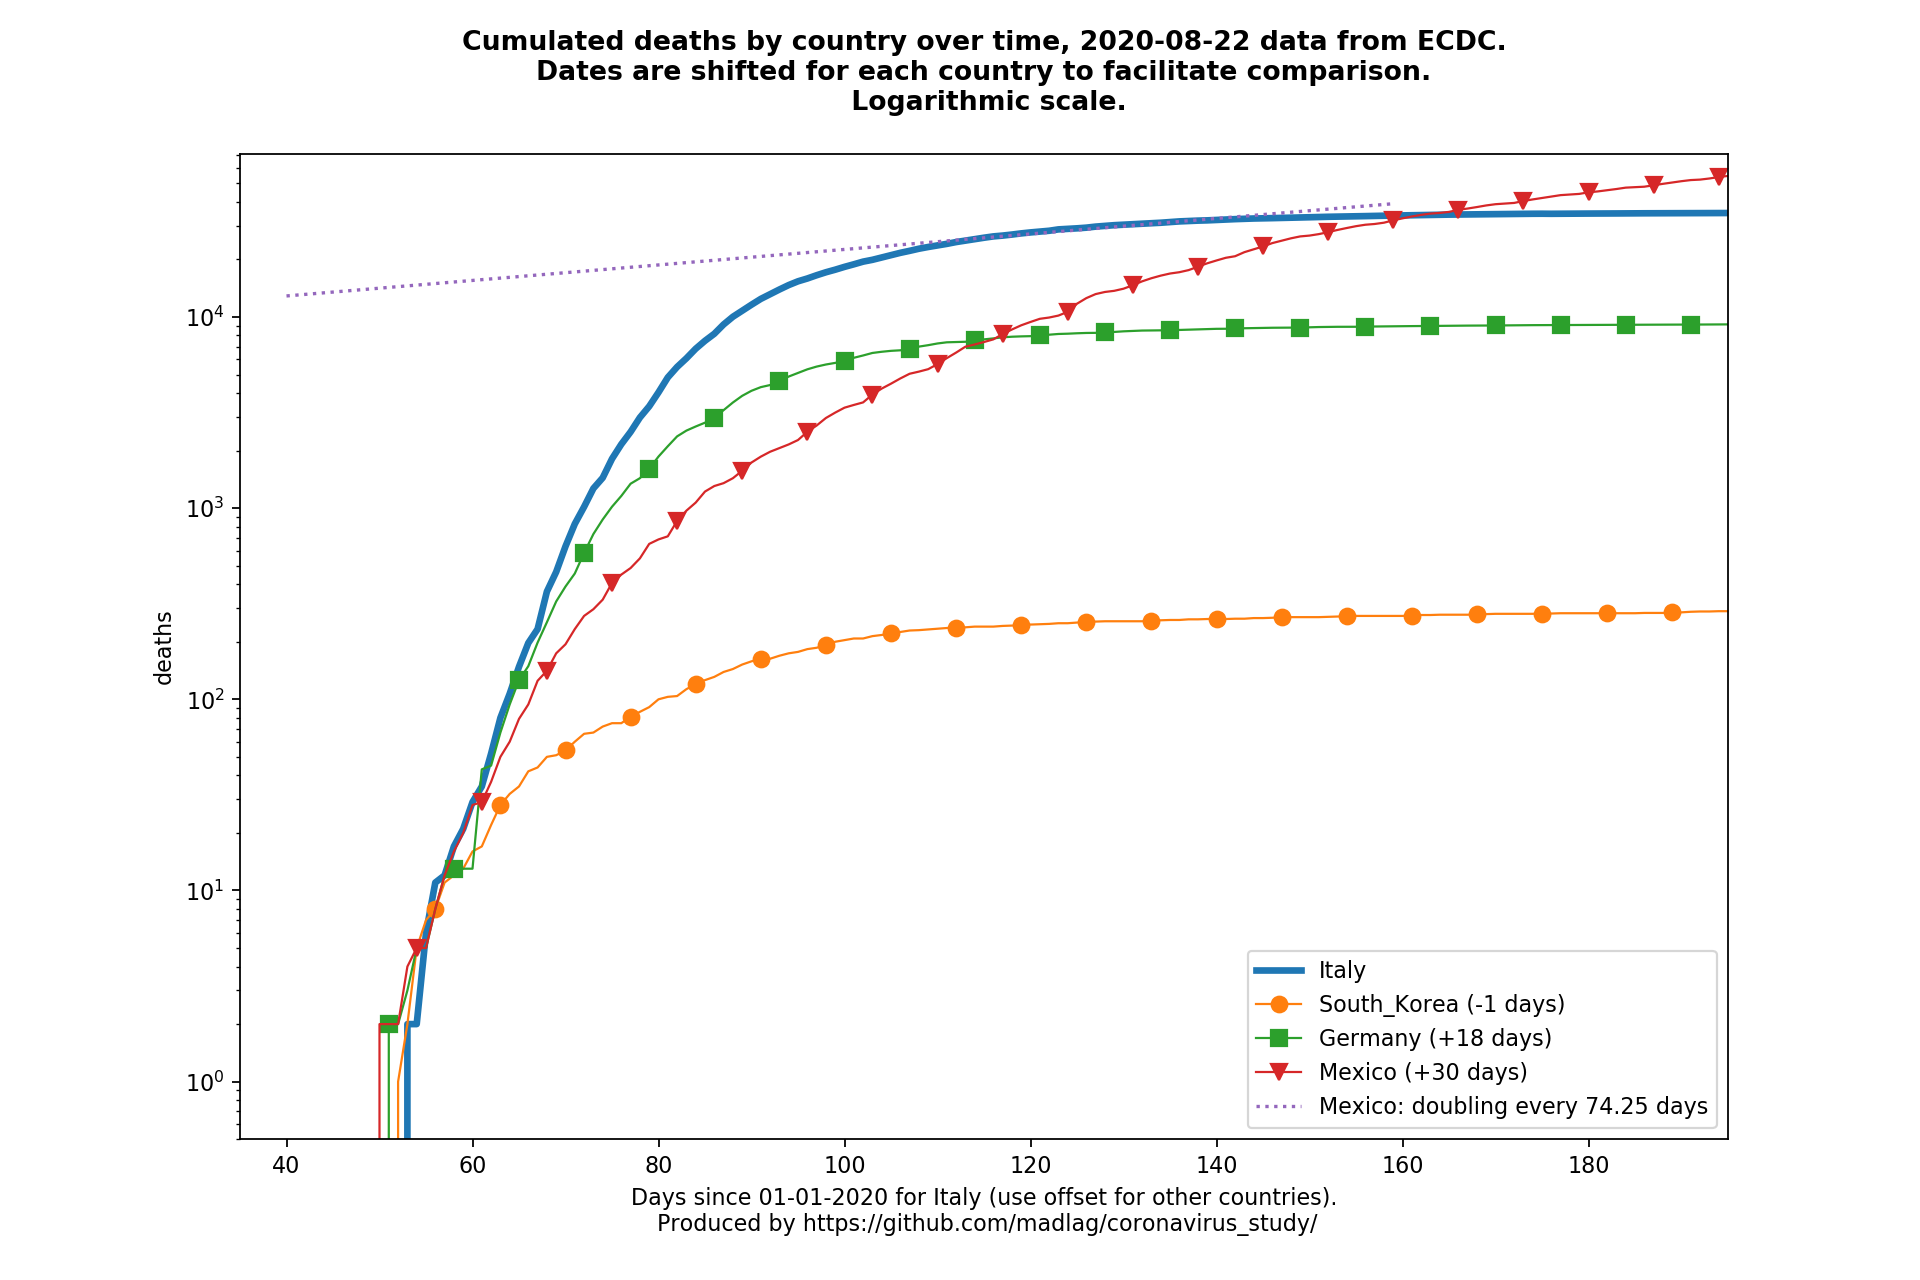 Cumulated deaths by country over time, 2020-08-22 data from ECDC.
Dates are shifted for each country to facilitate comparison.
Logarithmic scale.
deaths
10⁴
10³
10²
10¹
10⁰
Italy
South_Korea (-1 days)
Germany (+18 days)
Mexico (+30 days)
Mexico: doubling every 74.25 days
40 60 80 100 120 140 160 180
Days since 01-01-2020 for Italy (use offset for other countries).
Produced by https://github.com/madlag/coronavirus_study/